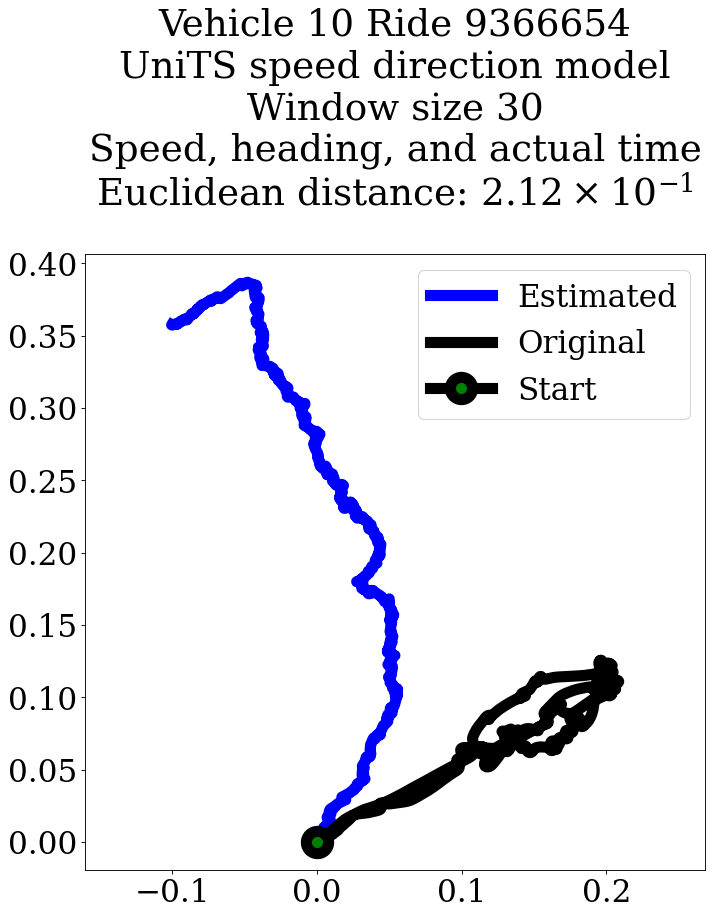 Vehicle 10 Ride 9366654
UniTS speed direction model
Window size 30
Speed, heading, and actual time
Euclidean distance: 2.12 × 10⁻¹
Estimated
Original
Start
0.40
0.35
0.30
0.25
0.20
0.15
0.10
0.05
0.00
−0.1 0.0 0.1 0.2